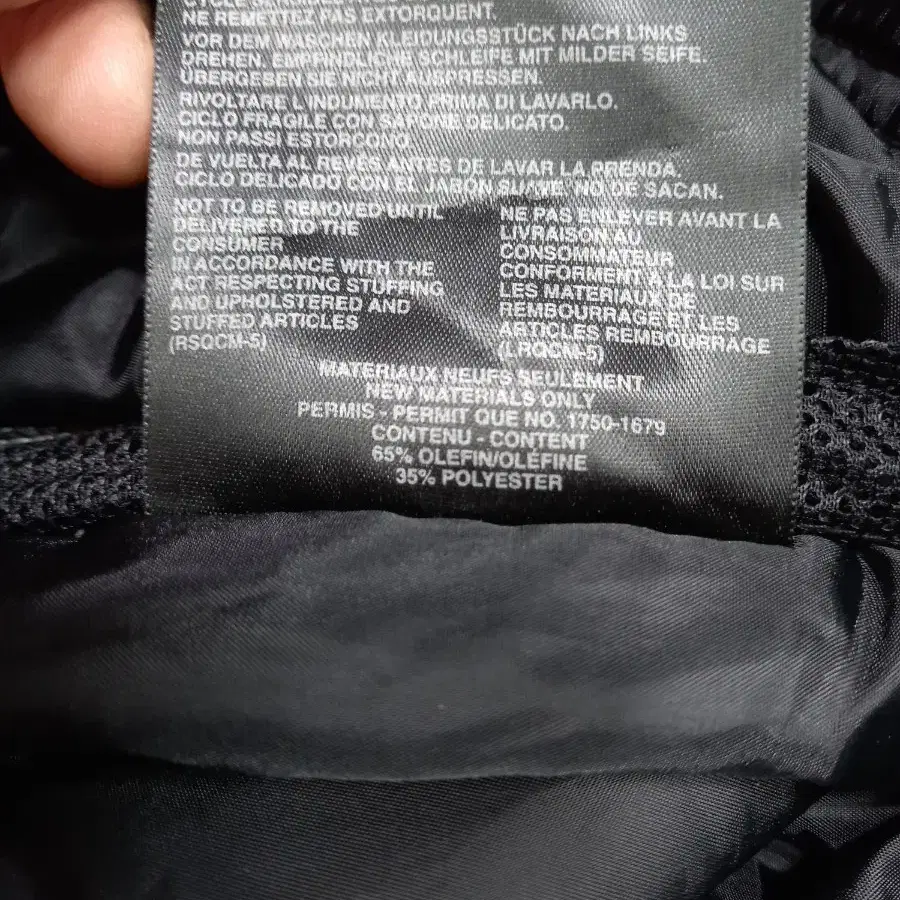 NE REMETTEZ PAS EXTORQUENT.
VOR DEM WASCHEN KLEIDUNGSSTÜCK NACH LINKS
DREHEN. EMPFINDLICHE SCHLEIFE MIT MILDER SEIFE.
ÜBERGEBEN SIE NICHT AUSPRESSEN.
RIVOLTARE L'INDUMENTO PRIMA DI LAVARLO.
CICLO FRAGILE CON SAPONE DELICATO.
NON PASSI ESTORCONO.
DE VUELTA AL REVÉS ANTES DE LAVAR LA PRENDA.
CICLO DELICADO CON EL JABÓN SUAVE. NO DE SACAN.
NOT TO BE REMOVED UNTIL
DELIVERED TO THE
CONSUMER
IN ACCORDANCE WITH THE
ACT RESPECTING STUFFING
AND UPHOLSTERED AND
STUFFED ARTICLES
(RSQCM-5)
NE PAS ENLEVER AVANT LA
LIVRAISON AU
CONSOMMATEUR
CONFORMENT A LA LOI SUR
LES MATERIAUX DE
REMBOURRAGE ET LES
ARTICLES REMBOURRAGE
(LRQCM-5)
MATERIAUX NEUFS SEULEMENT
NEW MATERIALS ONLY
PERMIS - PERMIT QUE NO. 1750-1679
CONTENU - CONTENT
65% OLEFIN/OLÉFINE
35% POLYESTER